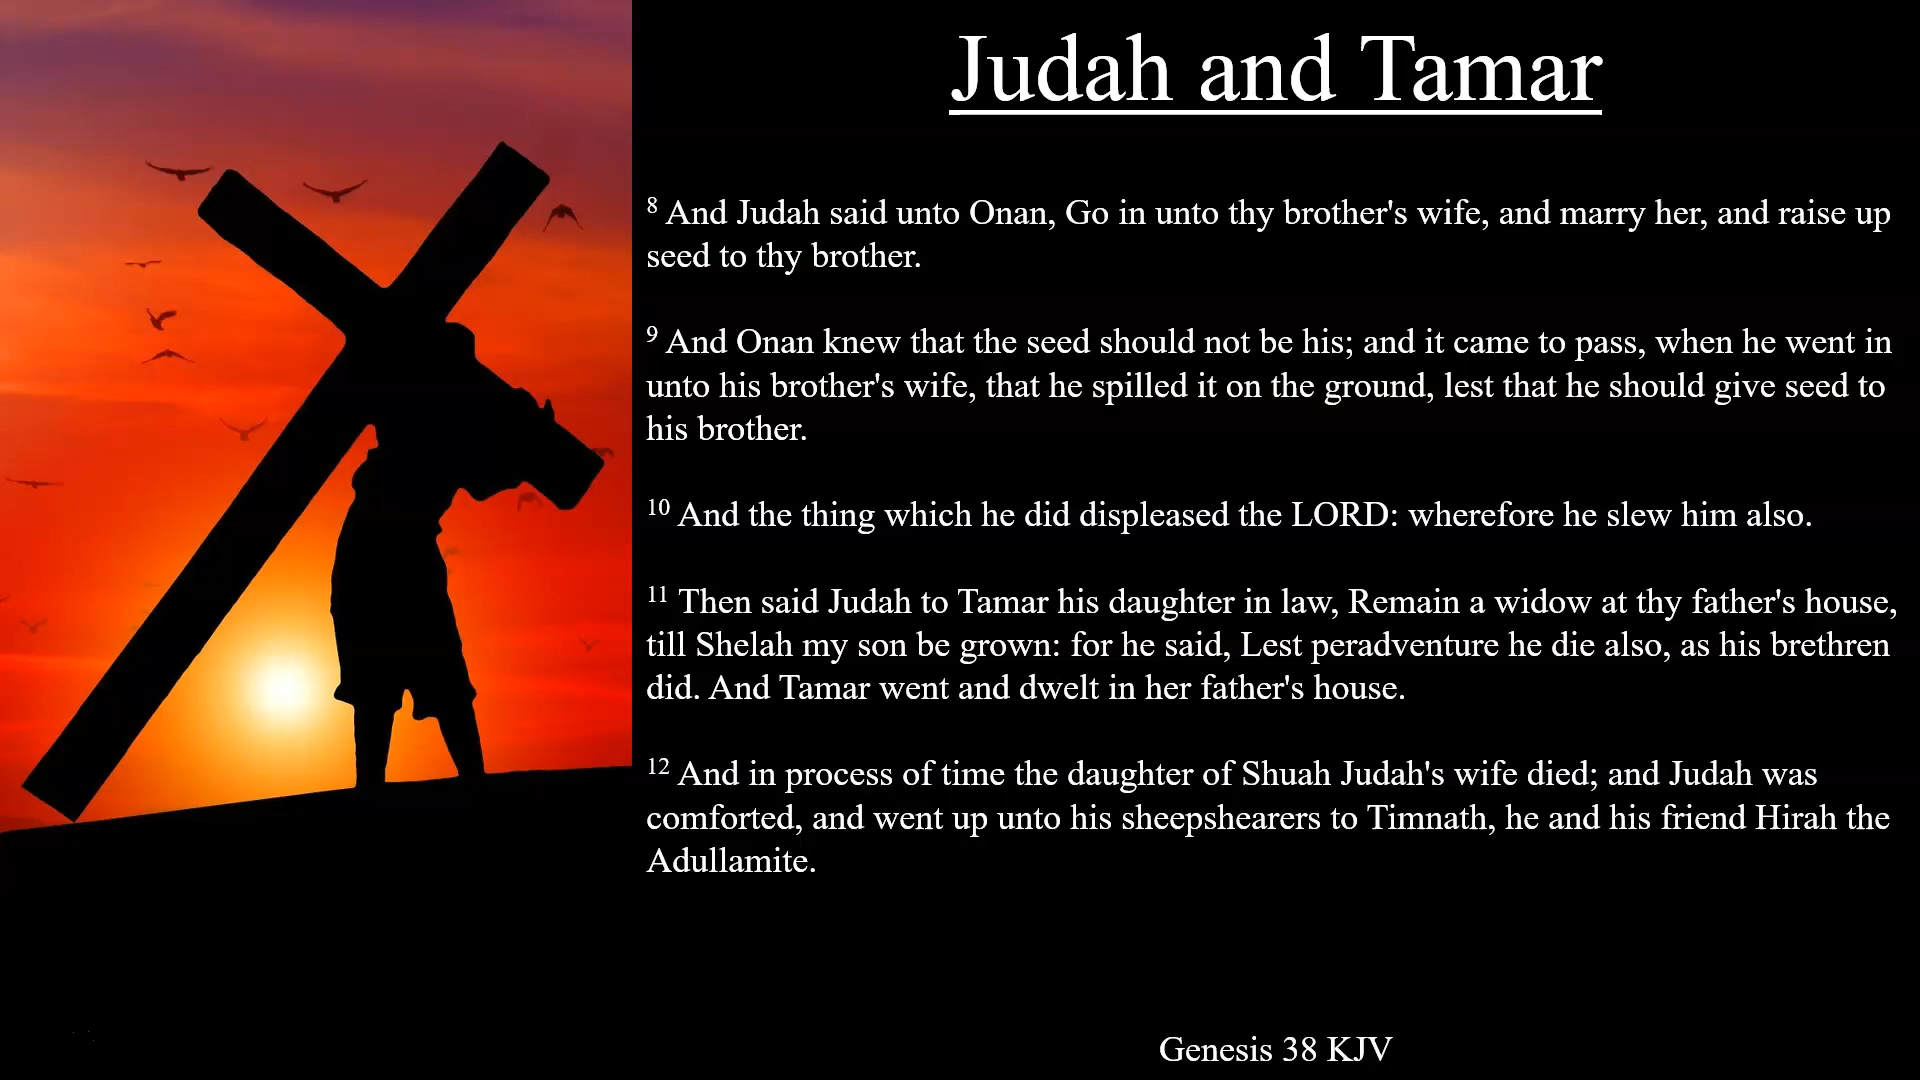 Judah and Tamar
8 And Judah said unto Onan, Go in unto thy brother's wife, and marry her, and raise up
seed to thy brother.
9 And Onan knew that the seed should not be his; and it came to pass, when he went in
unto his brother's wife, that he spilled it on the ground, lest that he should give seed to
his brother.
10 And the thing which he did displeased the LORD: wherefore he slew him also.
11 Then said Judah to Tamar his daughter in law, Remain a widow at thy father's house,
till Shelah my son be grown: for he said, Lest peradventure he die also, as his brethren
did. And Tamar went and dwelt in her father's house.
12 And in process of time the daughter of Shuah Judah's wife died; and Judah was
comforted, and went up unto his sheepshearers to Timnath, he and his friend Hirah the
Adullamite.
Genesis 38 KJV